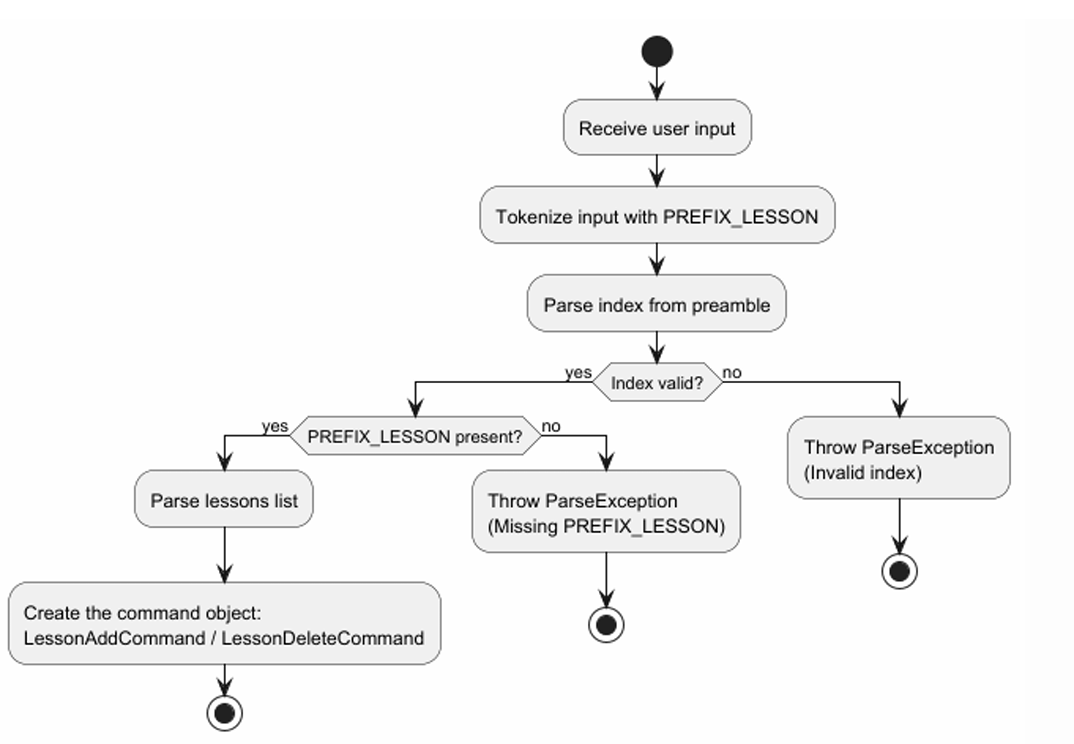 Receive user input
Tokenize input with PREFIX_LESSON
Parse index from preamble
yes
Index valid?
no
yes
PREFIX_LESSON present?
no
Throw ParseException
(Invalid index)
Parse lessons list
Throw ParseException
(Missing PREFIX_LESSON)
Create the command object:
LessonAddCommand / LessonDeleteCommand